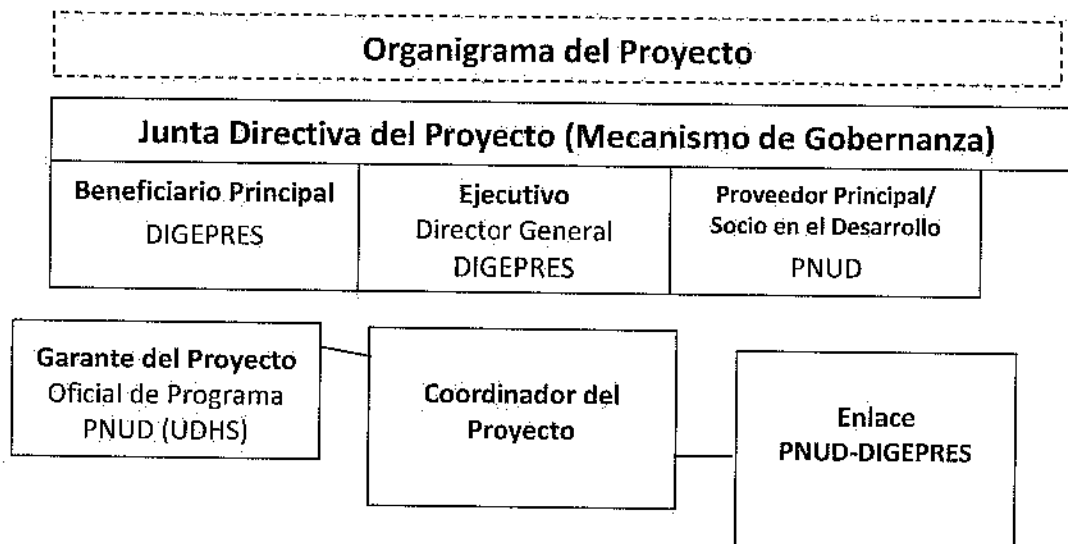 Organigrama del Proyecto
Junta Directiva del Proyecto (Mecanismo de Gobernanza)
Beneficiario Principal
DIGEPRES
Ejecutivo
Director General
DIGEPRES
Proveedor Principal/
Socio en el Desarrollo
PNUD
Garante del Proyecto
Oficial de Programa
PNUD (UDHS)
Coordinador del
Proyecto
Enlace
PNUD-DIGEPRES